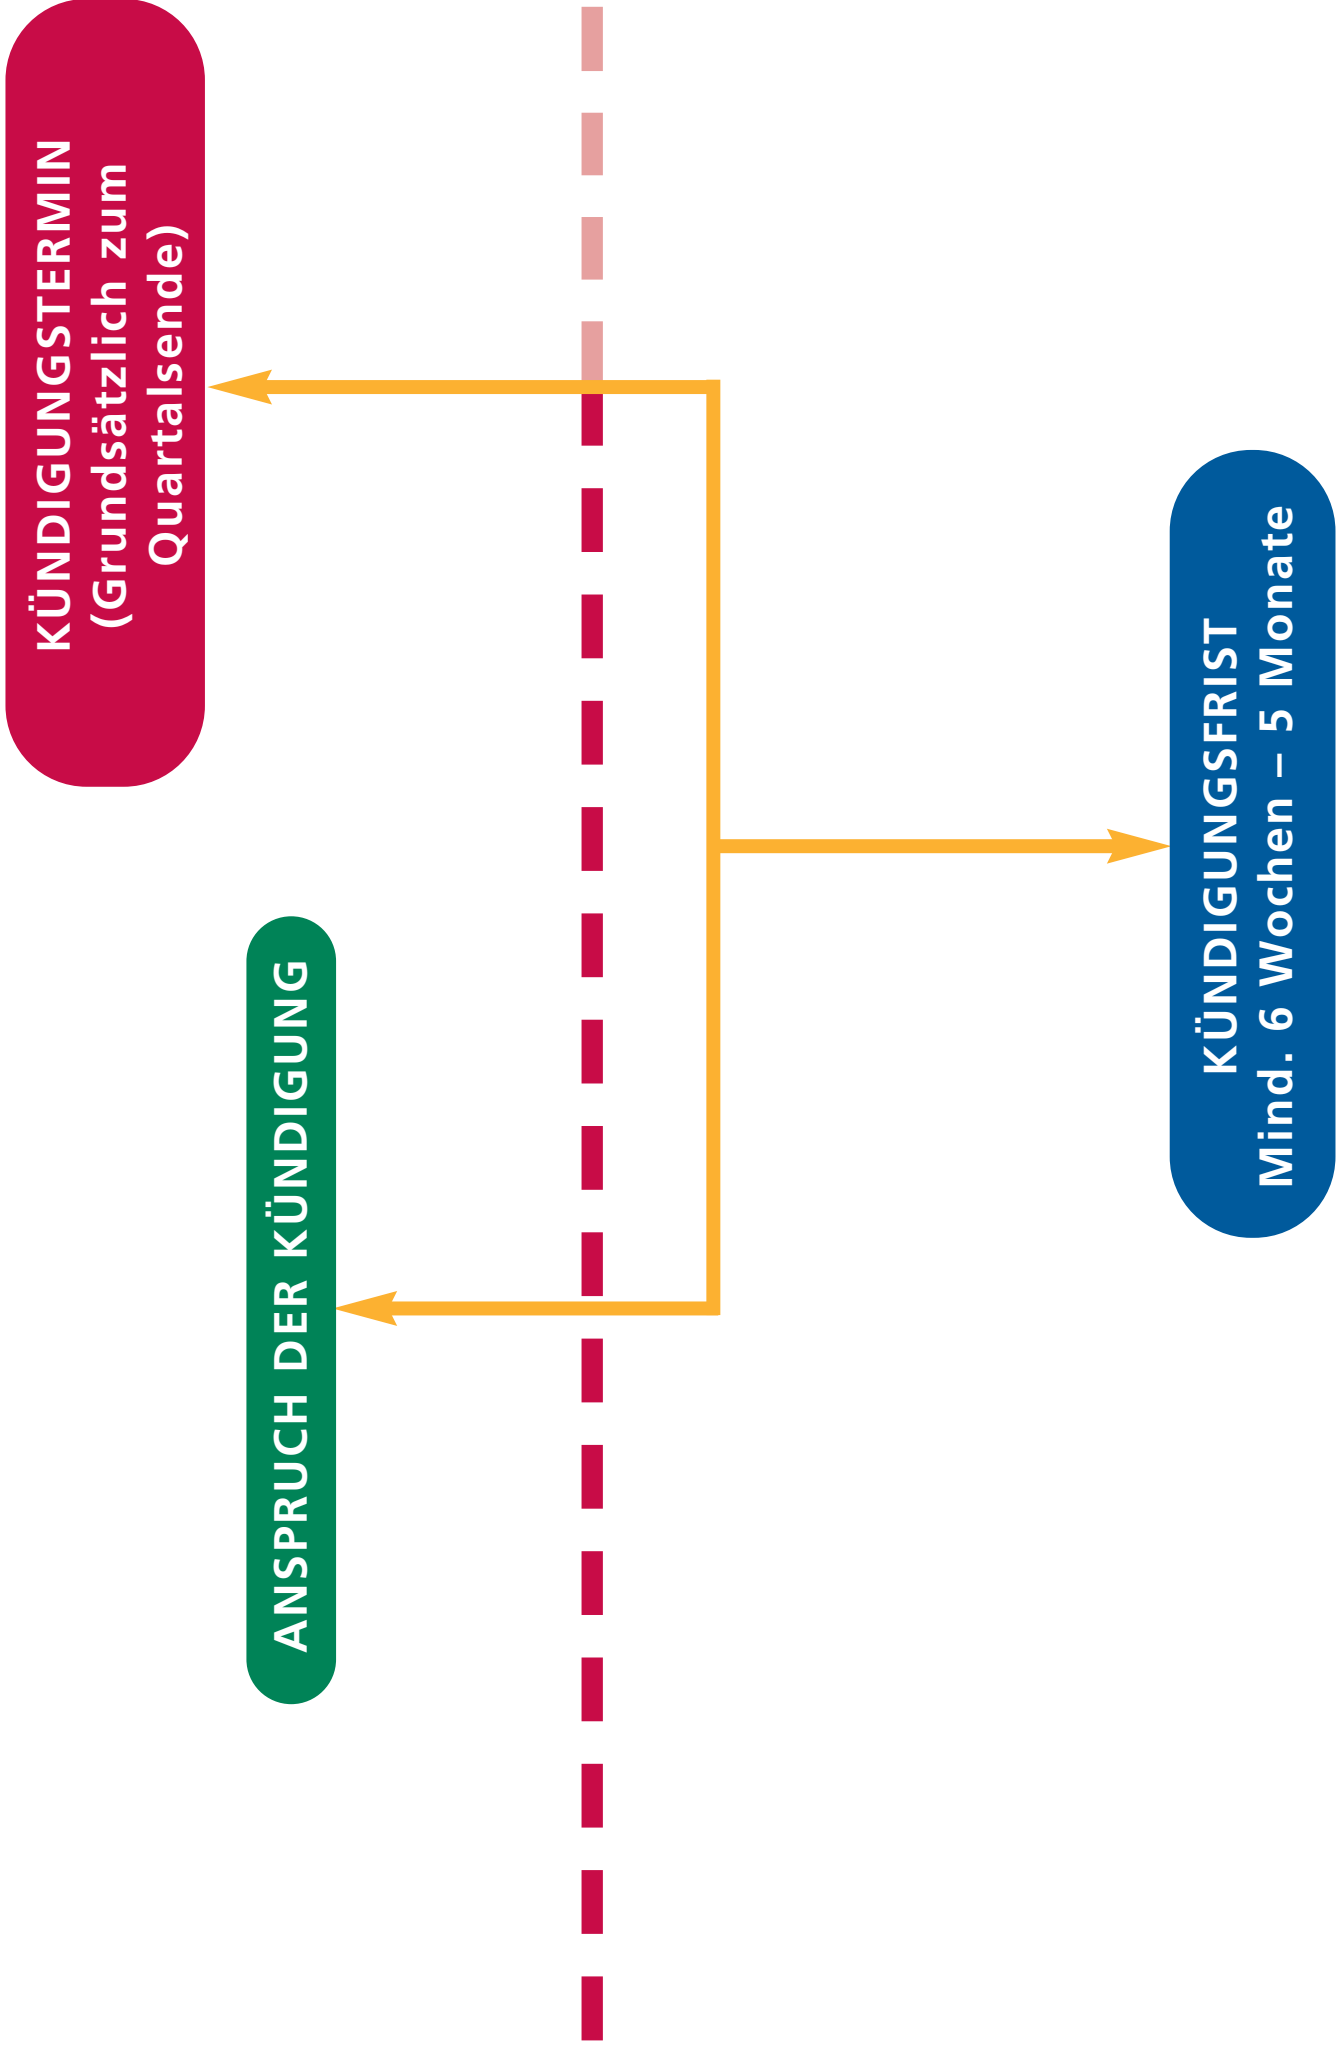 KÜNDIGUNGSTERMIN
(Grundsätzlich zum
Quartalsende)
ANSPRUCH DER KÜNDIGUNG
KÜNDIGUNGSFRIST
Mind. 6 Wochen – 5 Monate